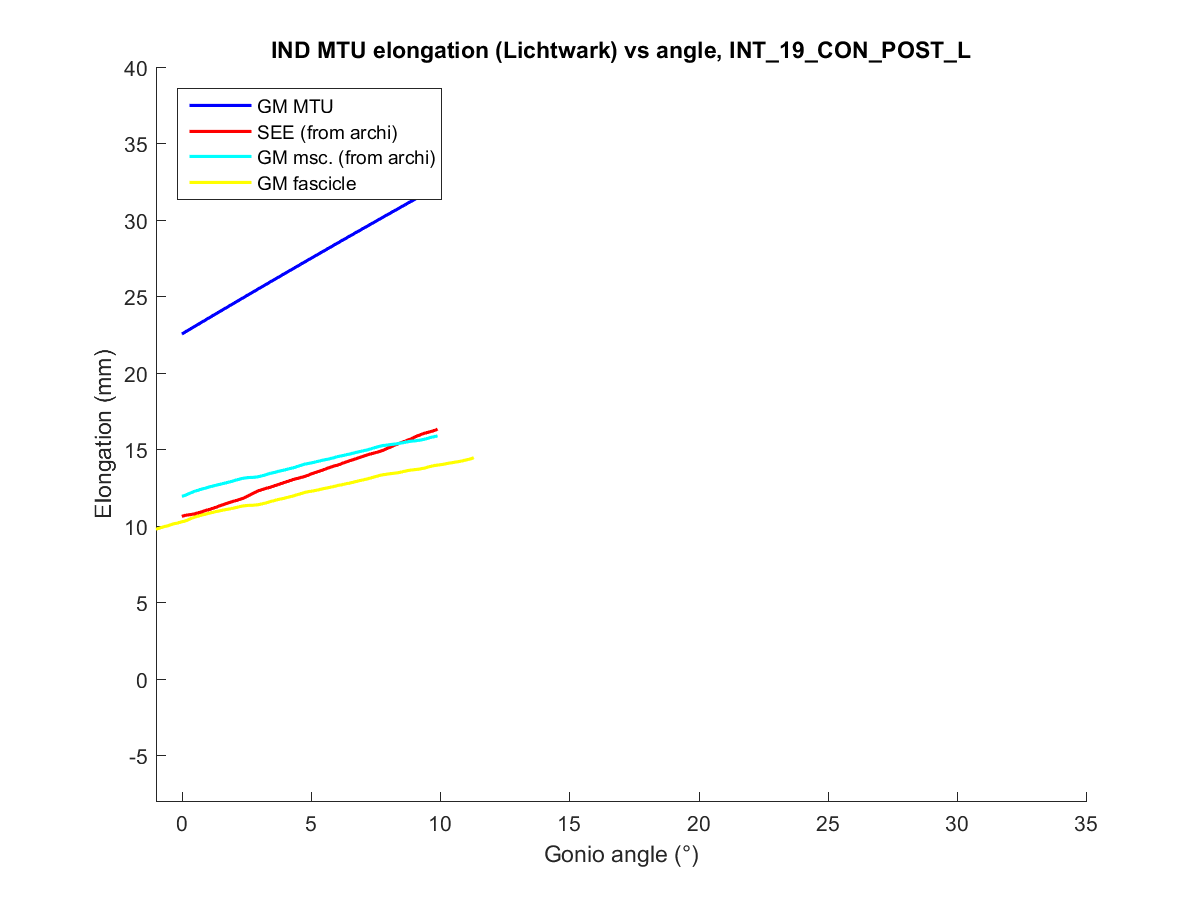 IND MTU elongation (Lichtwark) vs angle, INT_19_CON_POST_L
GM MTU
SEE (from archi)
GM msc. (from archi)
GM fascicle
Elongation (mm)
40
35
30
25
20
15
10
5
0
-5
0 5 10 15 20 25 30 35
Gonio angle (°)